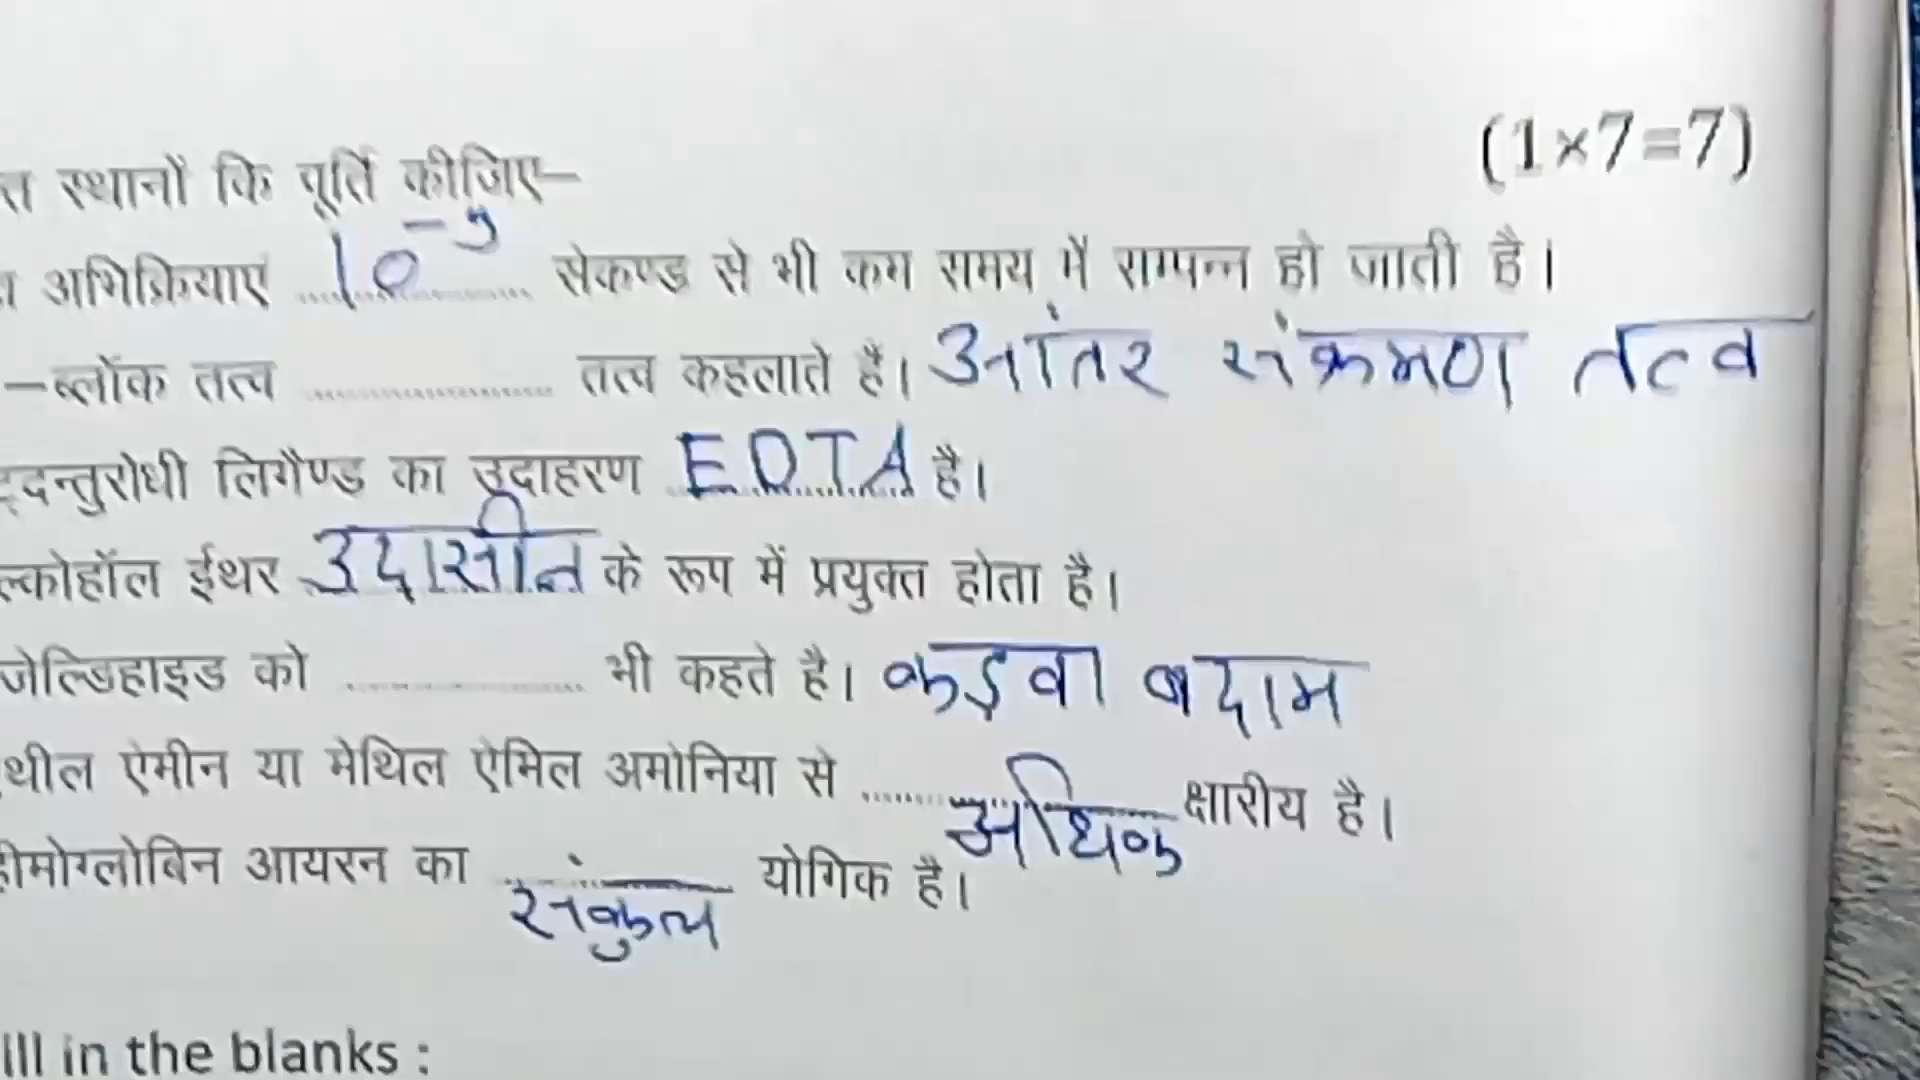 (1×7=7)
त स्थानों कि पूर्ति कीजिए–
अभिक्रियाएं 10⁻⁹ सेकण्ड से भी कम समय में सम्पन्न हो जाती है।
–ब्लॉक तत्व .................. तत्व कहलाते है। आंतर संक्रमण तत्व
द्दन्तुरोधी लिगैण्ड का उदाहरण EDTA है।
ल्कोहॉल ईथर उदासीन के रूप में प्रयुक्त होता है।
जेल्डिहाइड को .................. भी कहते है। कड़वा बदाम
थील ऐमीन या मेथिल ऐमिल अमोनिया से .......... अधिक क्षारीय है।
हीमोग्लोबिन आयरन का संकुल योगिक है।
ill in the blanks :